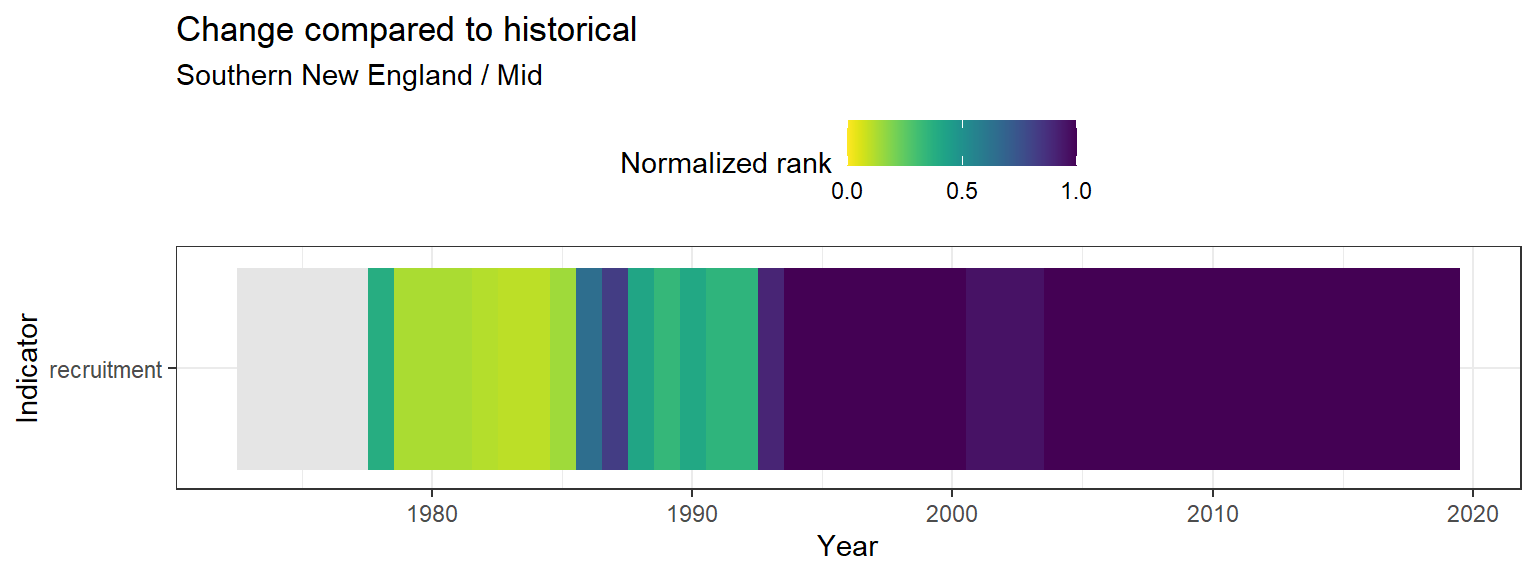 Change compared to historical
Southern New England / Mid
Normalized rank
0.0 0.5 1.0
Indicator
recruitment
1980 1990 2000 2010 2020
Year